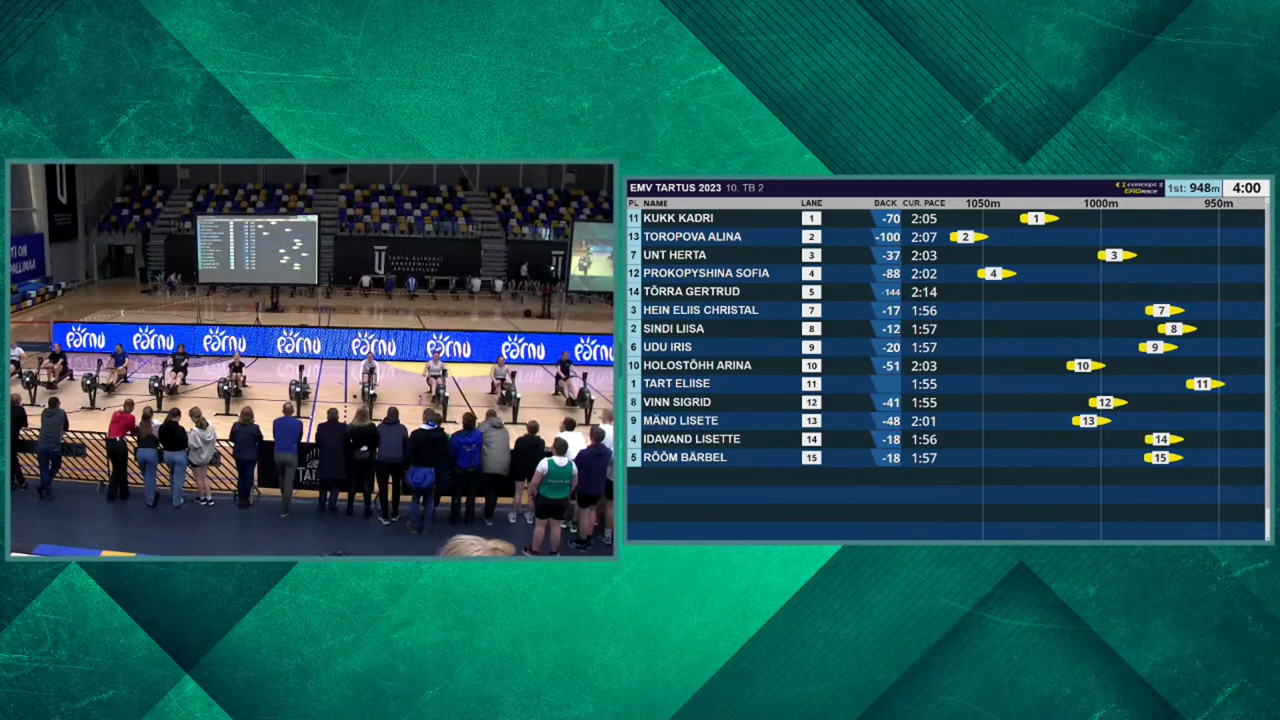 EMV TARTUS 2023 10. TB 2 concept 2 ERGRACE 1st: 948m 4:00
PL NAME LANE BACK CUR. PACE 1050m 1000m 950m
11 KUKK KADRI 1 -70 2:05 1
13 TOROPOVA ALINA 2 -100 2:07 2
7 UNT HERTA 3 -37 2:03 3
12 PROKOPYSHINA SOFIA 4 -88 2:02 4
14 TÕRRA GERTRUD 5 -144 2:14
3 HEIN ELIIS CHRISTAL 7 -17 1:56 7
2 SINDI LIISA 8 -12 1:57 8
6 UDU IRIS 9 -20 1:57 9
10 HOLOSTÕHH ARINA 10 -51 2:03 10
1 TART ELIISE 11 1:55 11
8 VINN SIGRID 12 -41 1:55 12
9 MÄND LISETE 13 -48 2:01 13
4 IDAVAND LISETTE 14 -18 1:56 14
5 RÕÕM BÄRBEL 15 -18 1:57 15
TARTU ÜLIKOOLI
AKADEEMILINE
SPORDIKLUBI
PÄRNU PÄRNU PÄRNU PÄRNU PÄRNU PÄRNU PÄRNU